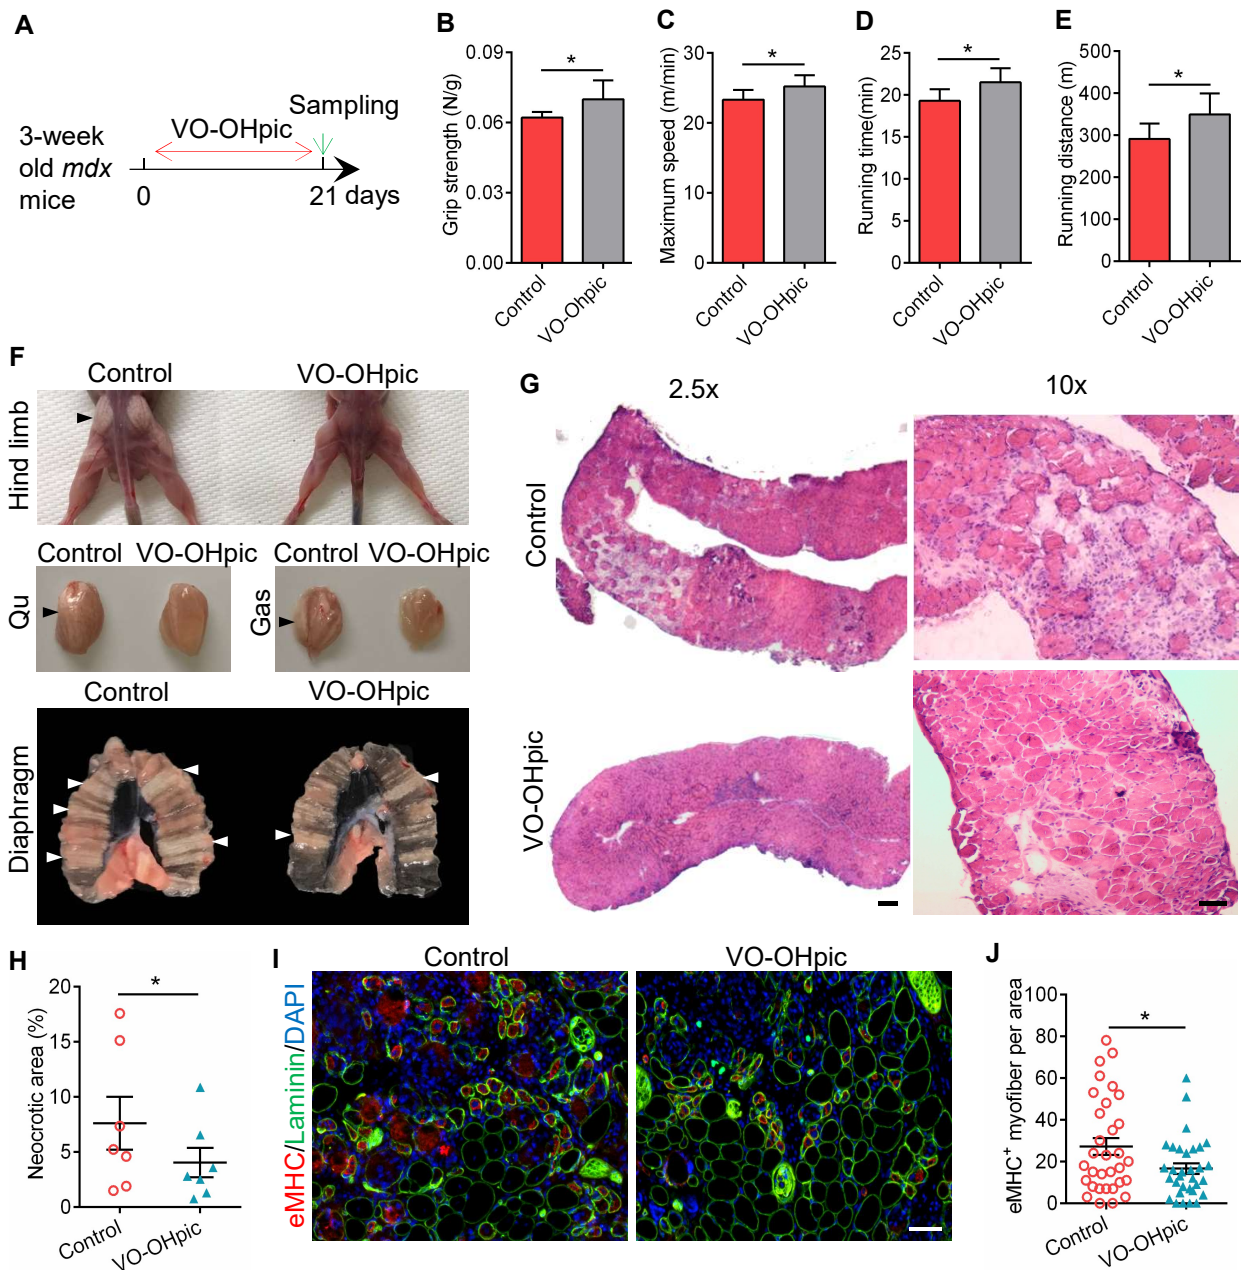 A
3-week
old mdx
mice
VO-OHpic
Sampling
0
21 days
B
Grip strength (N/g)
0.09
0.06
0.03
0.00
*
Control
VO-Ohpic
C
Maximum speed (m/min)
30
20
10
0
*
Control
VO-OHpic
D
Running time(min)
25
20
15
10
5
0
*
Control
VO-OHpic
E
Running distance (m)
500
400
300
200
100
0
*
Control
VO-OHpic
F
Control
VO-OHpic
Hind limb
Control VO-OHpic
Qu
Control VO-OHpic
Gas
Control
VO-OHpic
Diaphragm
G
2.5x
10x
Control
VO-OHpic
H
Neocrotic area (%)
20
15
10
5
0
*
Control
VO-OHpic
I
Control
VO-OHpic
eMHC/Laminin/DAPI
J
eMHC+ myofiber per area
100
80
60
40
20
0
*
Control
VO-OHpic